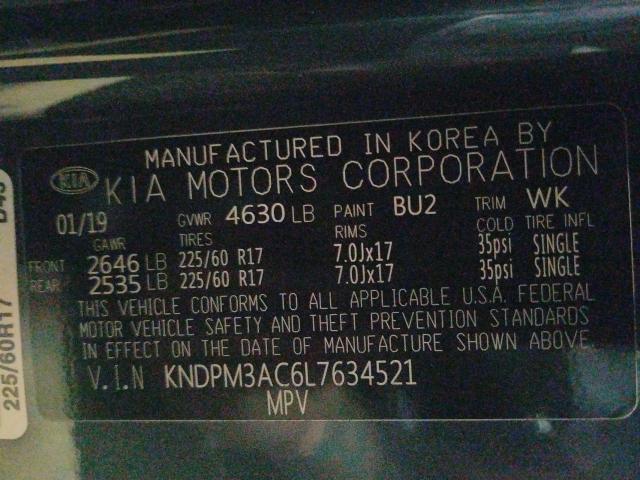 MANUFACTURED IN KOREA BY
KIA KIA MOTORS CORPORATION
01/19 GVWR 4630 LB PAINT BU2 TRIM WK
GAWR TIRES RIMS COLD TIRE INFL
FRONT 2646 LB 225/60 R17 7.0Jx17 35psi SINGLE
REAR 2535 LB 225/60 R17 7.0Jx17 35psi SINGLE
THIS VEHICLE CONFORMS TO ALL APPLICABLE U.S.A. FEDERAL
MOTOR VEHICLE SAFETY AND THEFT PREVENTION STANDARDS
IN EFFECT ON THE DATE OF MANUFACTURE SHOWN ABOVE.
V.I.N KNDPM3AC6L7634521
MPV
225/60R17